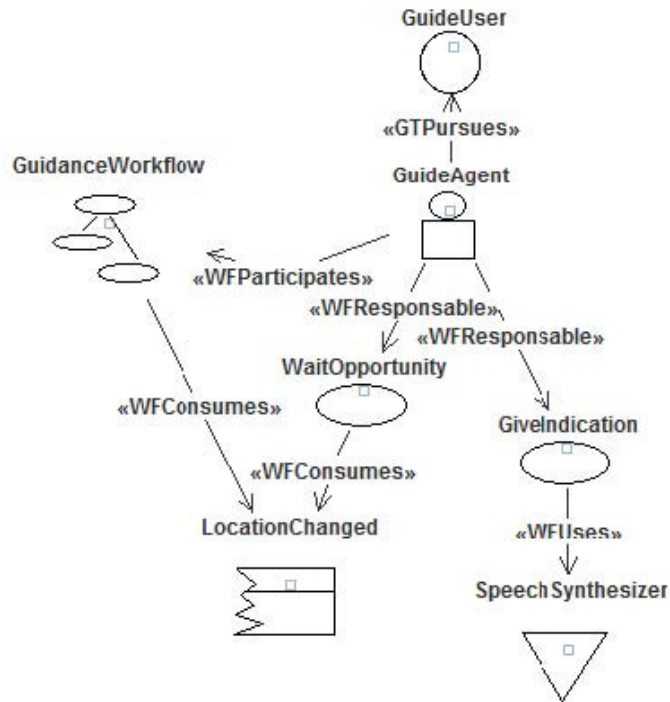 GuideUser
«GTPursues»
GuidanceWorkflow
GuideAgent
«WFParticipates»
«WFResponsable»
«WFResponsable»
WaitOpportunity
«WFConsumes»
GiveIndication
«WFConsumes»
LocationChanged
«WFUses»
SpeechSynthesizer